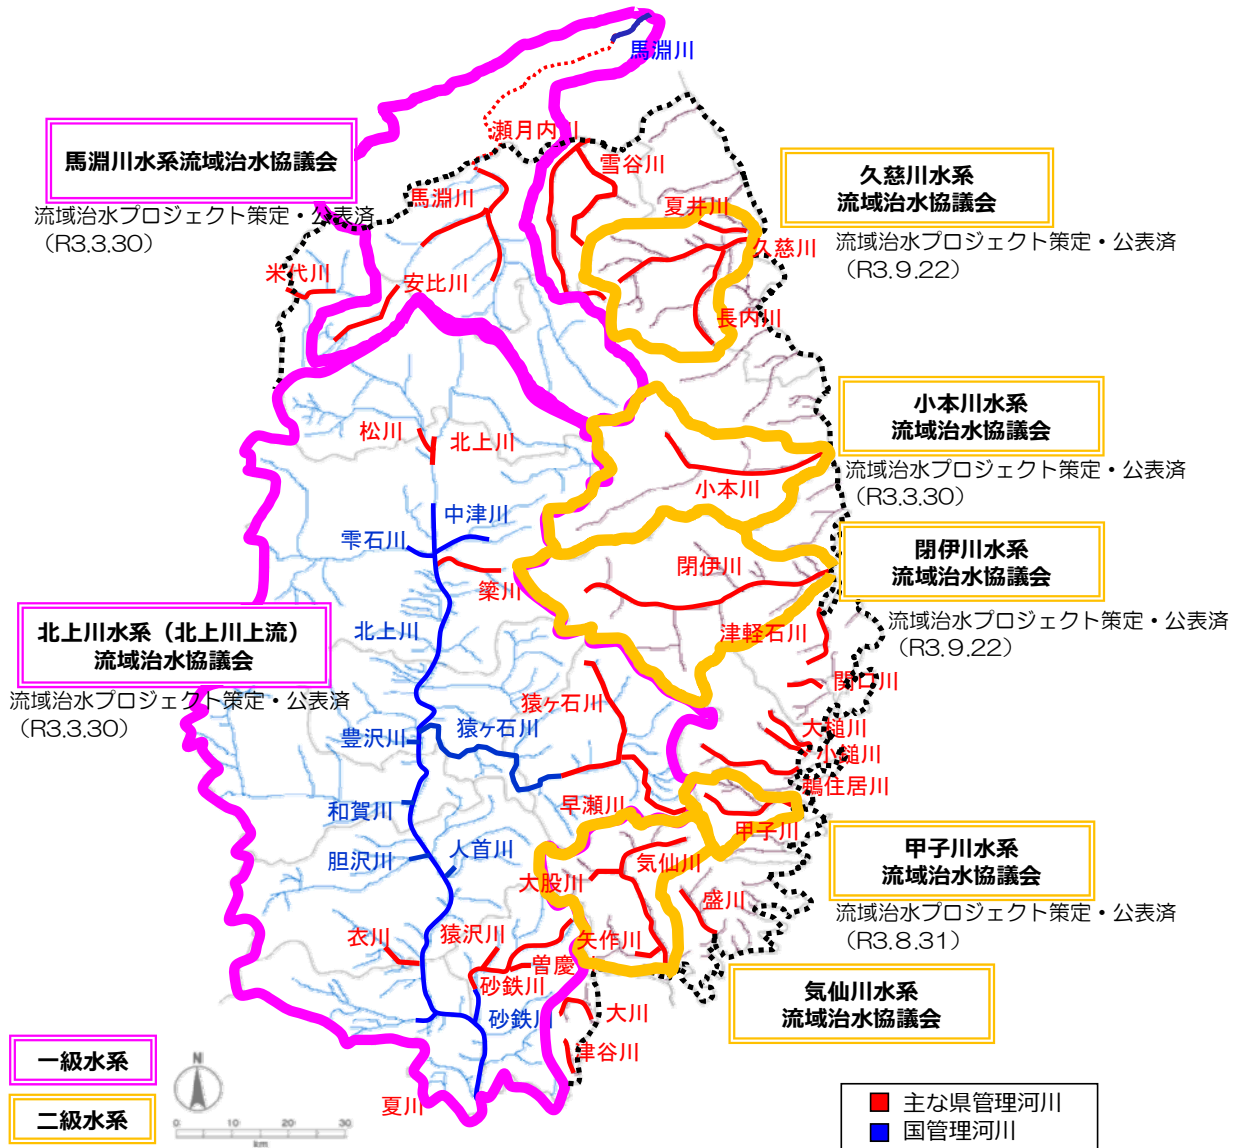 馬淵川
瀬月内川
馬淵川水系流域治水協議会
流域治水プロジェクト策定・公表済
（R3.3.30）
雪谷川
久慈川水系
流域治水協議会
流域治水プロジェクト策定・公表済
（R3.9.22）
馬淵川
夏井川
久慈川
米代川
安比川
長内川
小本川水系
流域治水協議会
流域治水プロジェクト策定・公表済
（R3.3.30）
松川
北上川
小本川
中津川
雫石川
閉伊川水系
流域治水協議会
流域治水プロジェクト策定・公表済
（R3.9.22）
閉伊川
簗川
北上川水系（北上川上流）
流域治水協議会
流域治水プロジェクト策定・公表済
（R3.3.30）
北上川
津軽石川
関口川
猿ヶ石川
猿ヶ石川
豊沢川
大槌川
小鎚川
鵜住居川
和賀川
早瀬川
甲子川
甲子川水系
流域治水協議会
流域治水プロジェクト策定・公表済
（R3.8.31）
胆沢川
人首川
気仙川
大股川
盛川
衣川
猿沢川
矢作川
曽慶
砂鉄川
気仙川水系
流域治水協議会
砂鉄川
大川
津谷川
一級水系
二級水系
N
0 10 20 30
km
夏川
主な県管理河川
国管理河川